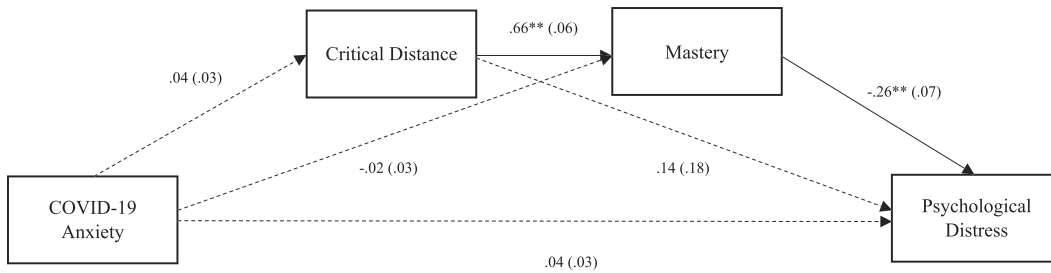 .66** (.06)
Critical Distance
Mastery
.04 (.03)
-.26** (.07)
-.02 (.03)
.14 (.18)
COVID-19
Anxiety
Psychological
Distress
.04 (.03)